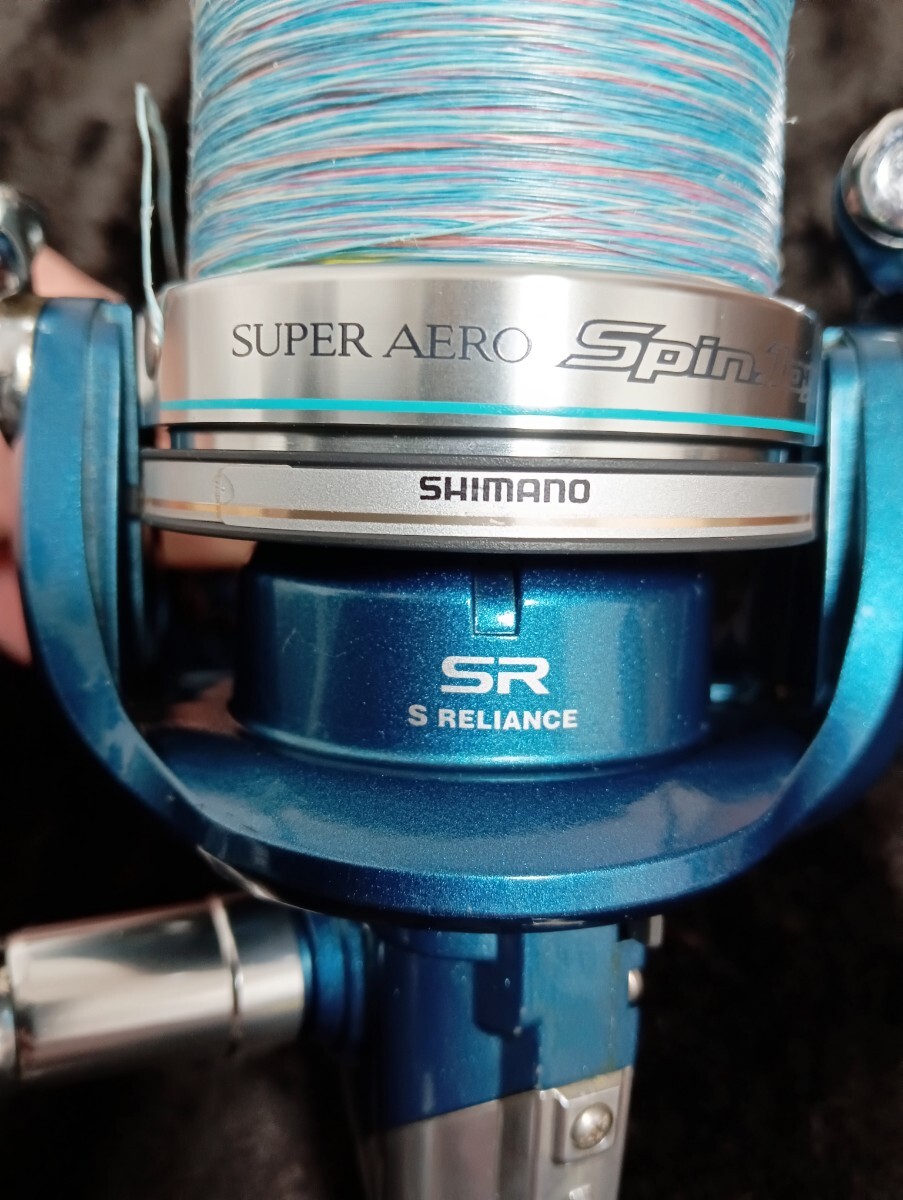 SUPER AERO Spin
SHIMANO
SR
S RELIANCE